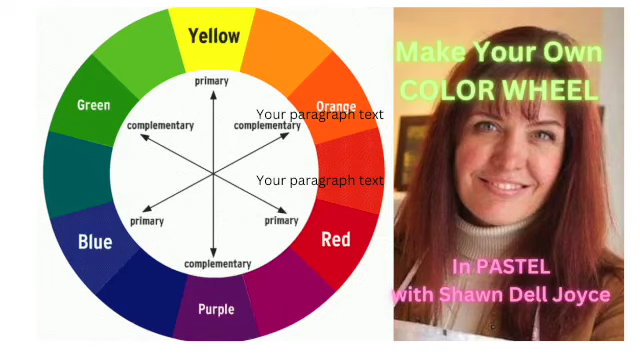 Yellow
primary
Green
Orange
Your paragraph text
complementary
complementary
Your paragraph text
primary
primary
Blue
Red
complementary
Purple
Make Your Own
COLOR WHEEL
In PASTEL
with Shawn Dell Joyce